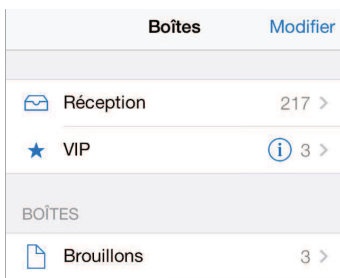 Boîtes Modifier
Réception 217
VIP 3
BOÎTES
Brouillons 3